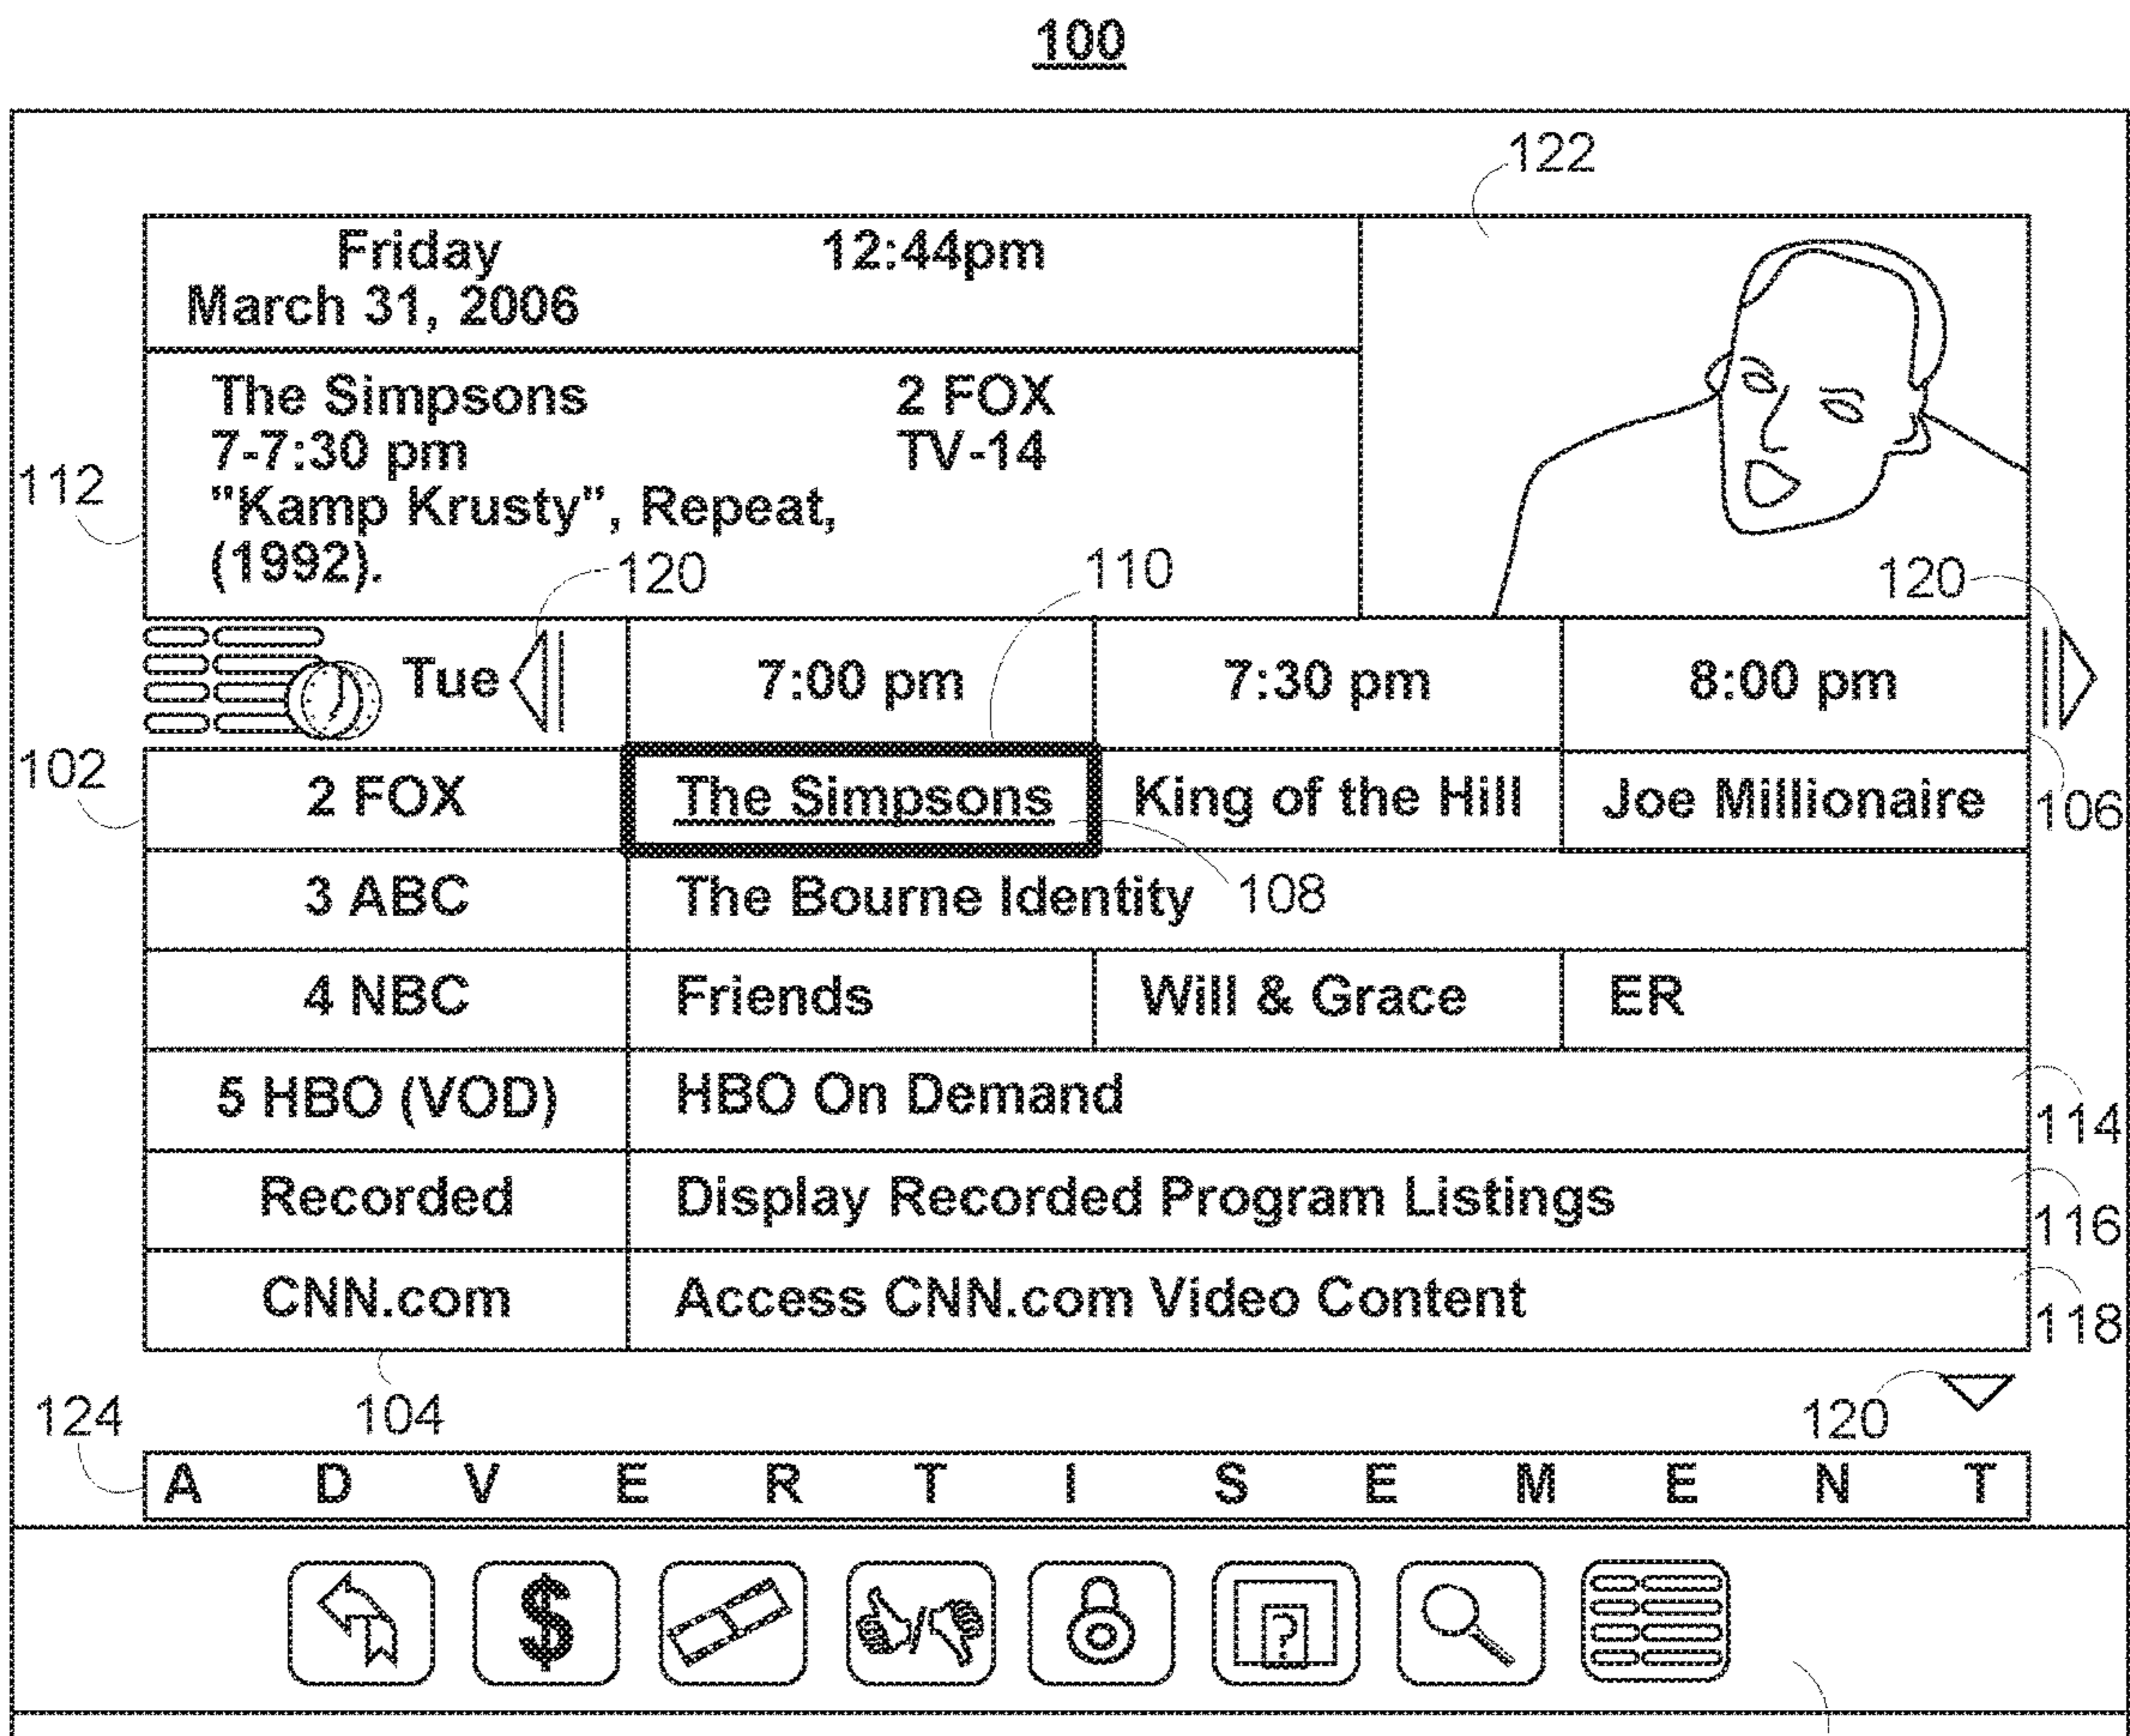 100
122
Friday 12:44pm
March 31, 2006
The Simpsons 2 FOX
7-7:30 pm TV-14
112
"Kamp Krusty", Repeat,
(1992).
120 110 120
Tue 7:00 pm 7:30 pm 8:00 pm
102
2 FOX The Simpsons King of the Hill Joe Millionaire
106
3 ABC The Bourne Identity 108
4 NBC Friends Will & Grace ER
5 HBO (VOD) HBO On Demand
114
Recorded Display Recorded Program Listings
116
CNN.com Access CNN.com Video Content
118
124 104 120
A D V E R T I S E M E N T
$ ?